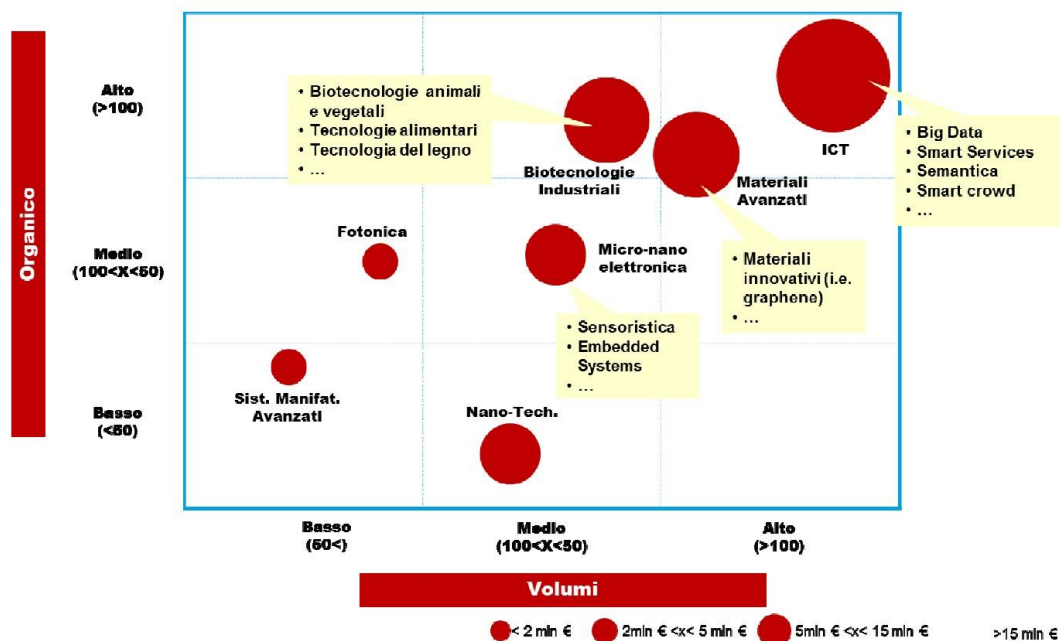 Organico
Alto
(>100)
Medio
(100<X<50)
Basso
(<50)
• Biotecnologie animali
e vegetali
• Tecnologie alimentari
• Tecnologia del legno
• ...
Biotecnologie
Industriali
Materiali
Avanzati
ICT
• Big Data
• Smart Services
• Semantica
• Smart crowd
• ...
Fotonica
Micro-nano
elettronica
• Materiali
innovativi (i.e.
graphene)
• ...
• Sensoristica
• Embedded
Systems
• ...
Sist. Manifat.
Avanzati
Nano-Tech.
Basso
(50<)
Medio
(100<X<50)
Alto
(>100)
Volumi
< 2 mln €
2mln € <x< 5 mln €
5mln € <x< 15 mln €
>15 mln €